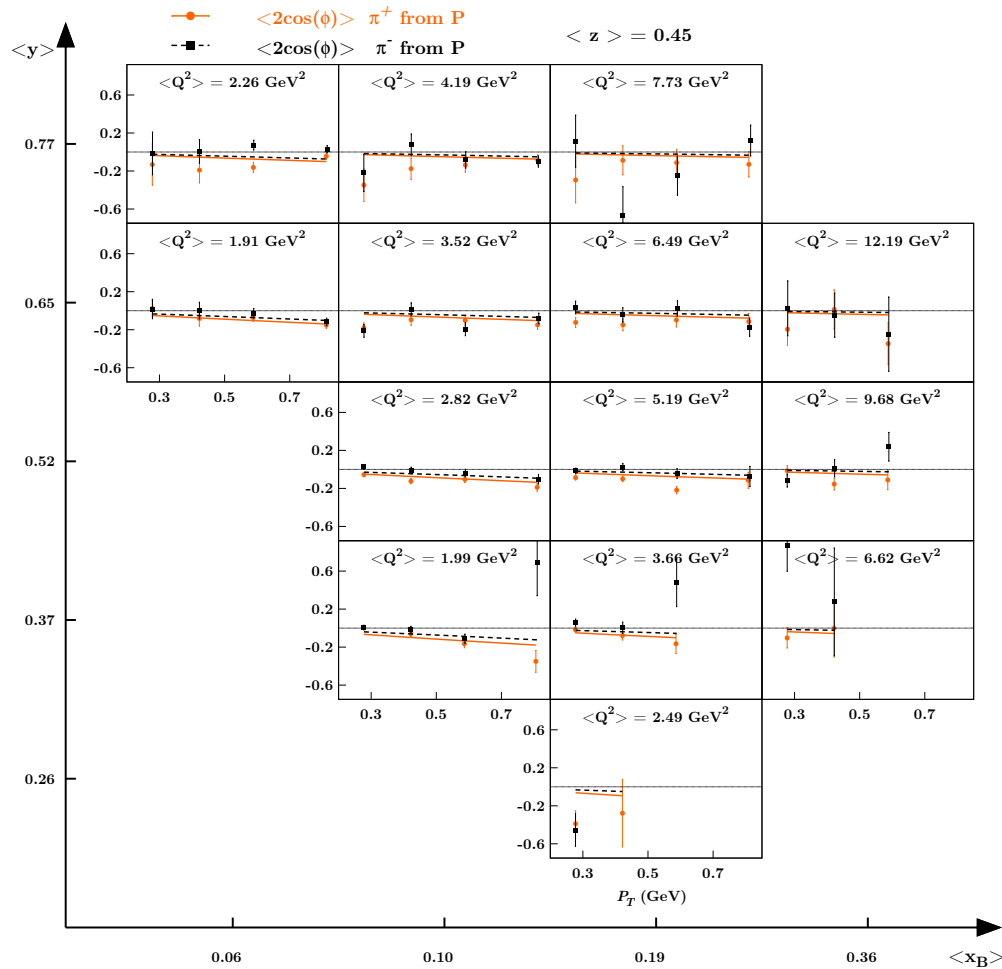 <2cos(ϕ)> π⁺ from P
<2cos(ϕ)> π⁻ from P
< z > = 0.45
<y>
<Q²> = 2.26 GeV²
<Q²> = 4.19 GeV²
<Q²> = 7.73 GeV²
0.6
0.2
-0.2
-0.6
0.77
<Q²> = 1.91 GeV²
<Q²> = 3.52 GeV²
<Q²> = 6.49 GeV²
<Q²> = 12.19 GeV²
0.6
0.2
-0.2
-0.6
0.65
0.3 0.5 0.7
<Q²> = 2.82 GeV²
<Q²> = 5.19 GeV²
<Q²> = 9.68 GeV²
0.6
0.2
-0.2
-0.6
0.52
<Q²> = 1.99 GeV²
<Q²> = 3.66 GeV²
<Q²> = 6.62 GeV²
0.6
0.2
-0.2
-0.6
0.37
0.3 0.5 0.7
0.3 0.5 0.7
<Q²> = 2.49 GeV²
0.6
0.2
-0.2
-0.6
0.26
0.3 0.5 0.7
P_T (GeV)
0.06 0.10 0.19 0.36 <x_B>